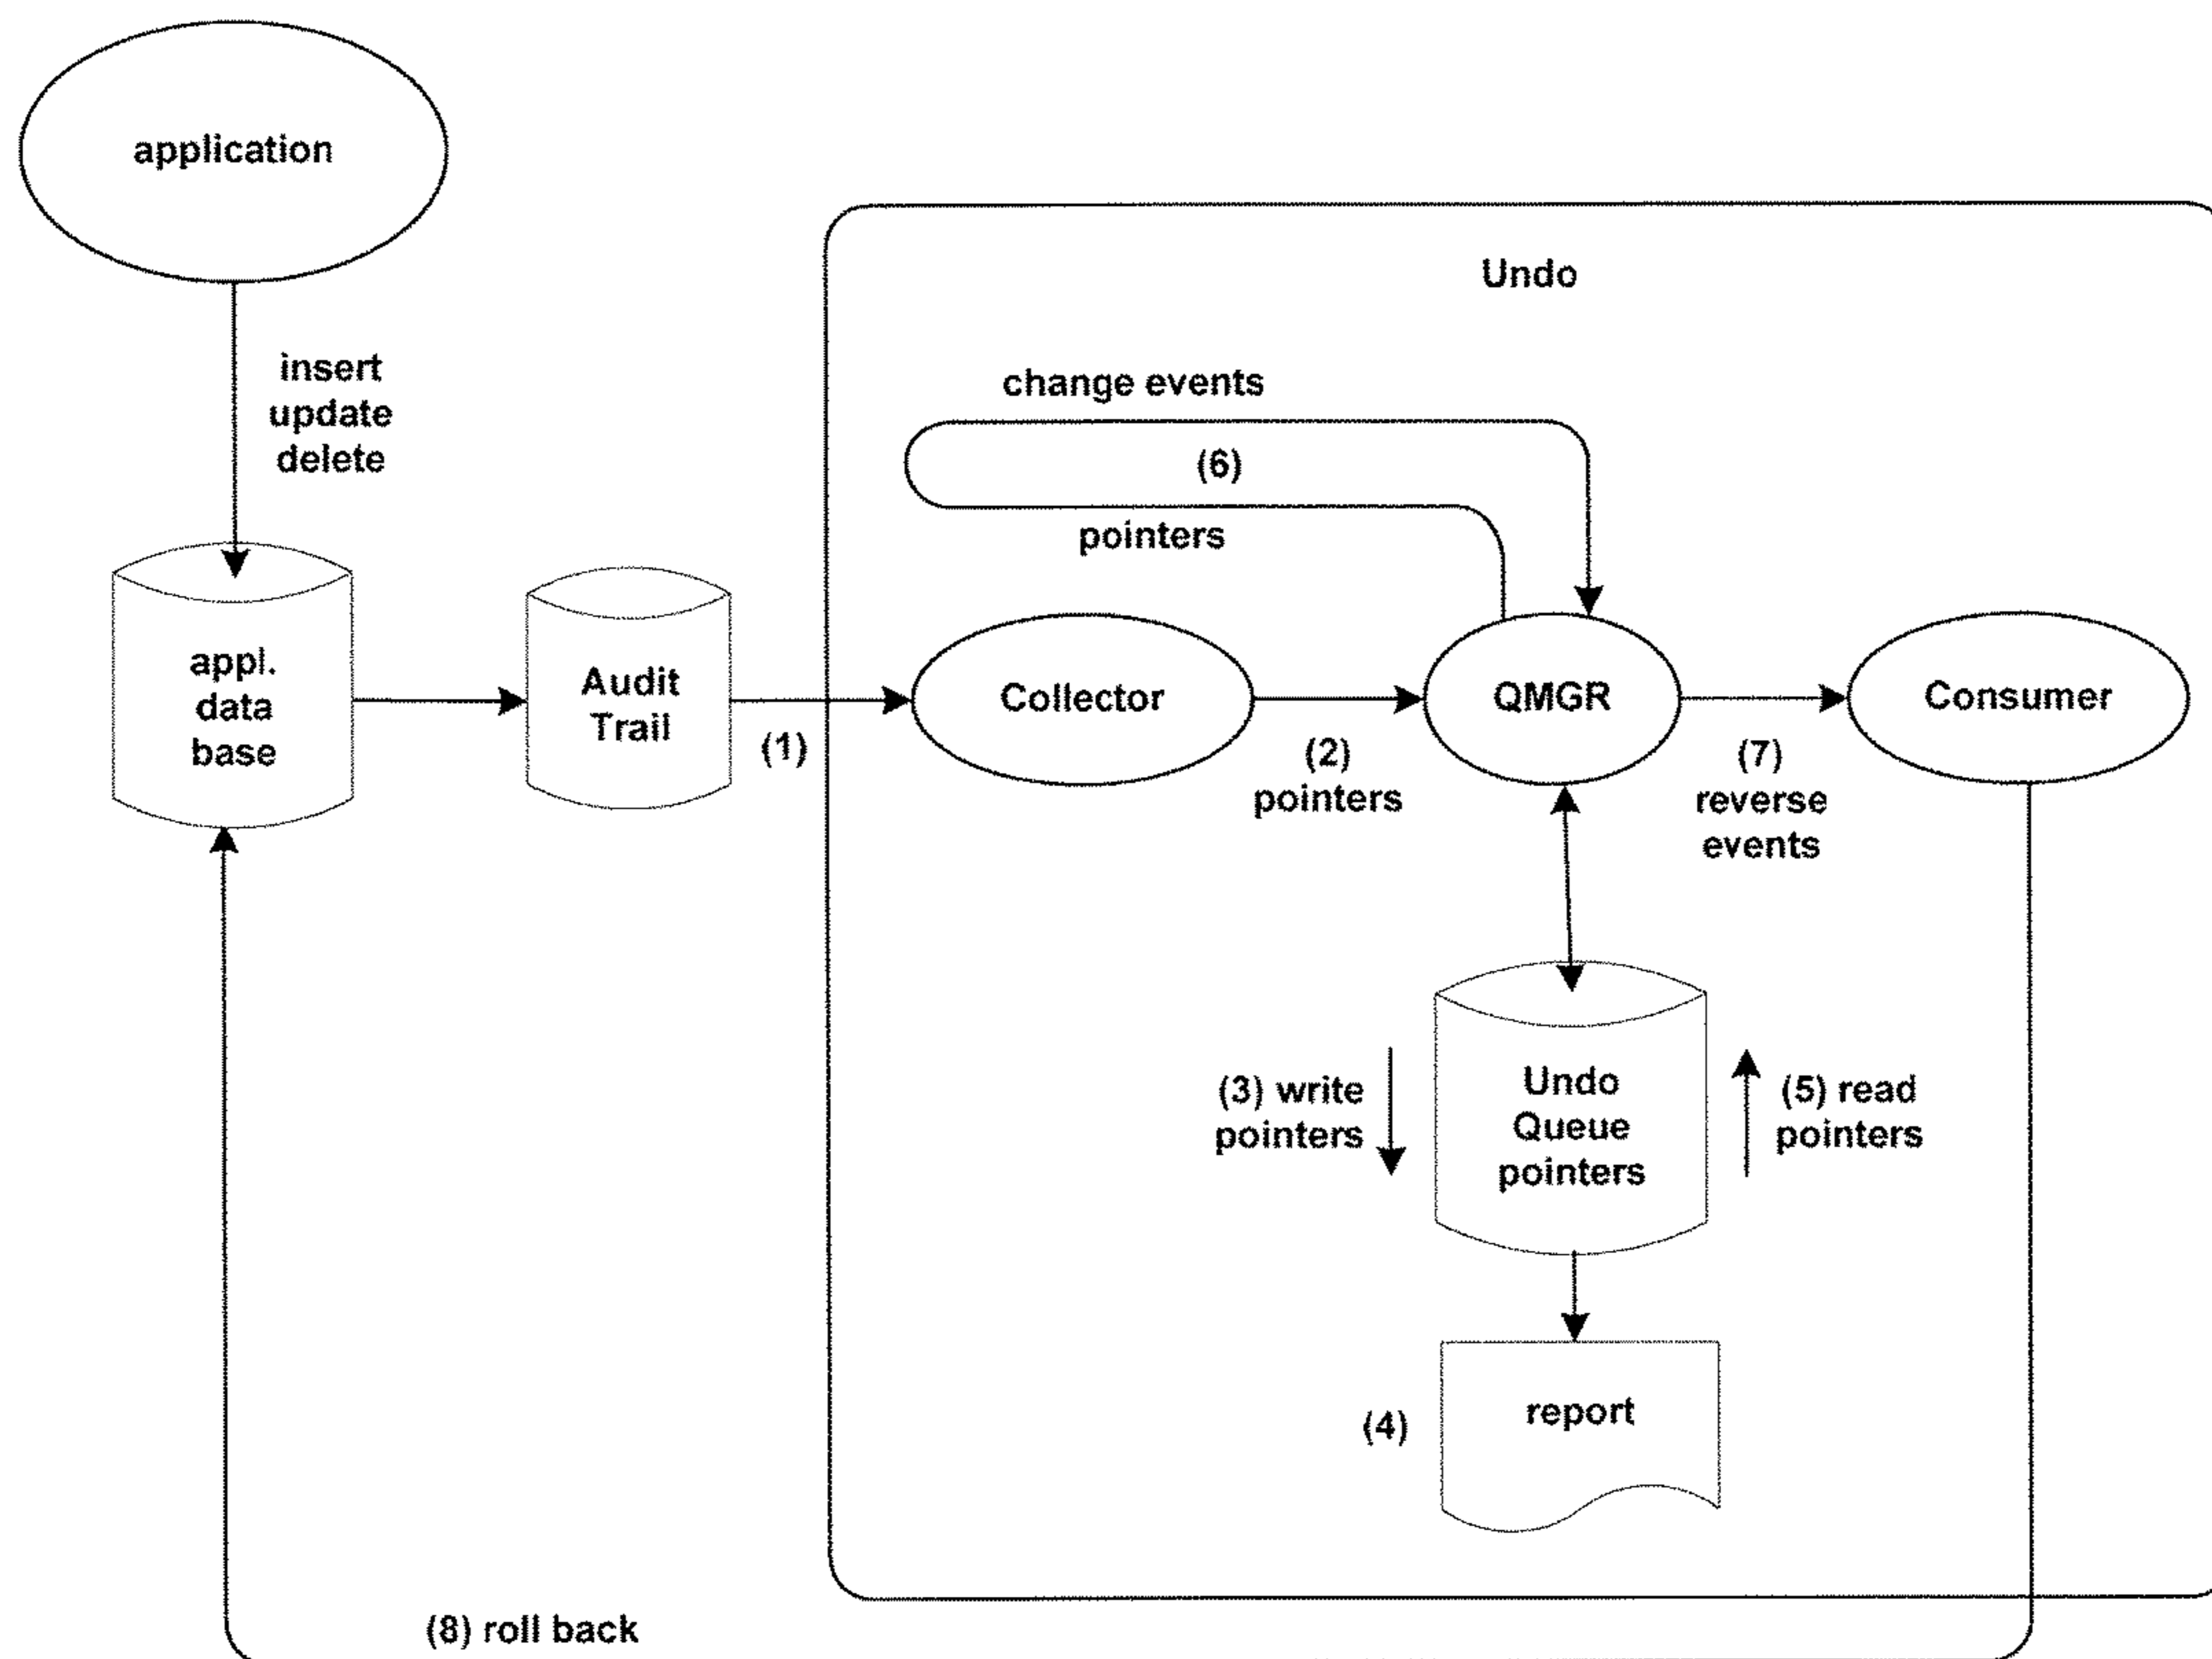 application
Undo
insert
update
delete
change events
(6)
pointers
appl.
data
base
Audit
Trail
(1)
Collector
(2)
pointers
QMGR
(7)
reverse
events
Consumer
(3) write
pointers
Undo
Queue
pointers
(5) read
pointers
(4)
report
(8) roll back